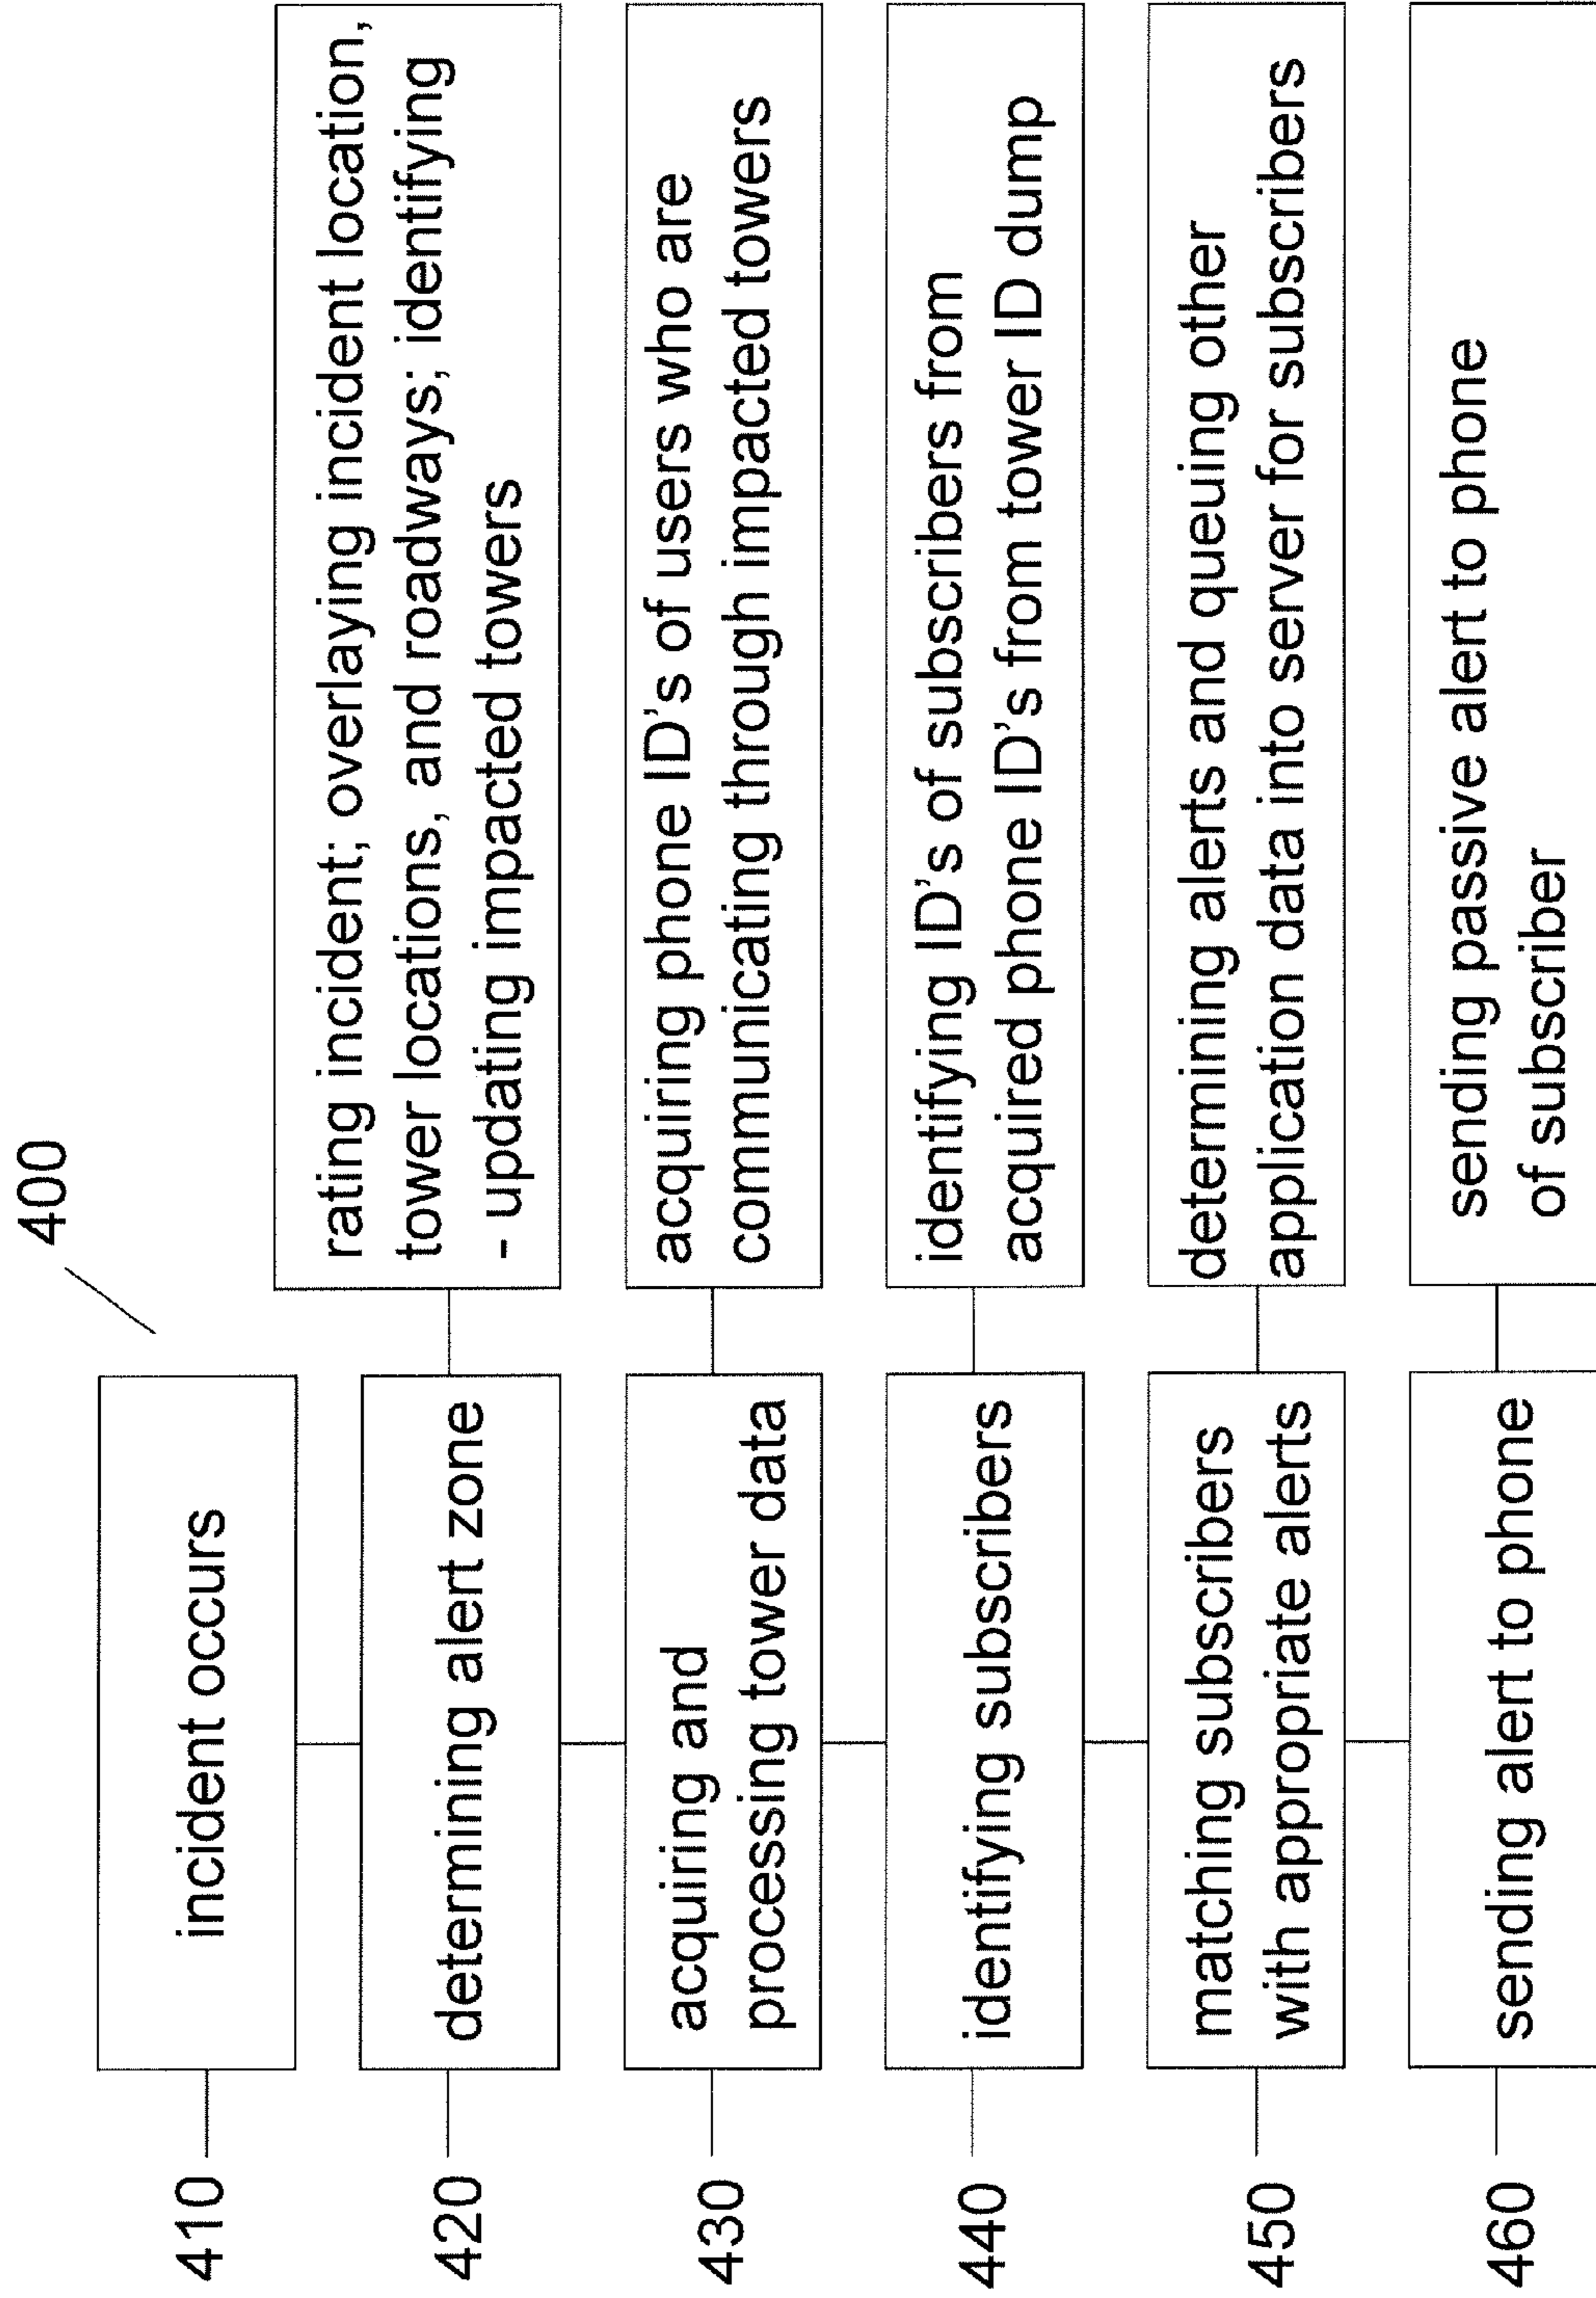 400
410
incident occurs
420
determining alert zone
rating incident; overlaying incident location,
tower locations, and roadways; identifying
- updating impacted towers
430
acquiring and
processing tower data
acquiring phone ID's of users who are
communicating through impacted towers
440
identifying subscribers
identifying ID's of subscribers from
acquired phone ID's from tower ID dump
450
matching subscribers
with appropriate alerts
determining alerts and queuing other
application data into server for subscribers
460
sending alert to phone
sending passive alert to phone
of subscriber